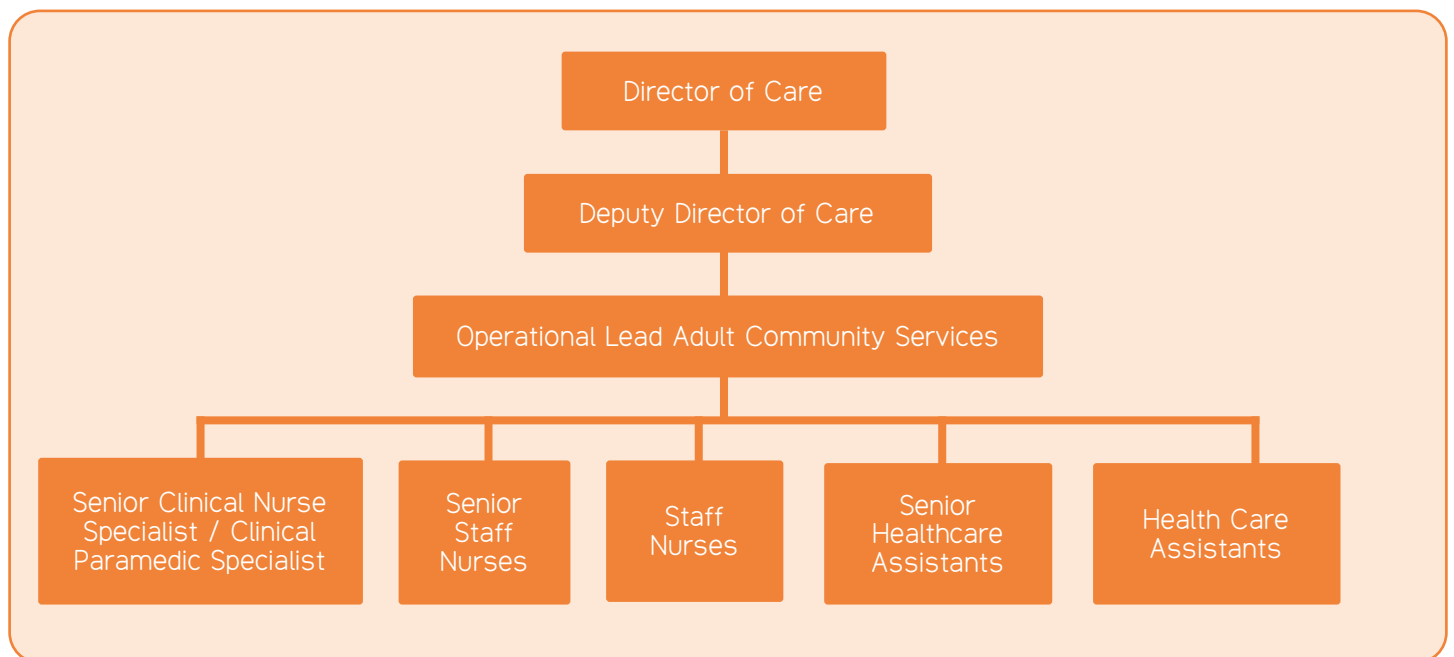 Director of Care
Deputy Director of Care
Operational Lead Adult Community Services
Senior Clinical Nurse
Specialist / Clinical
Paramedic Specialist
Senior
Staff
Nurses
Staff
Nurses
Senior
Healthcare
Assistants
Health Care
Assistants